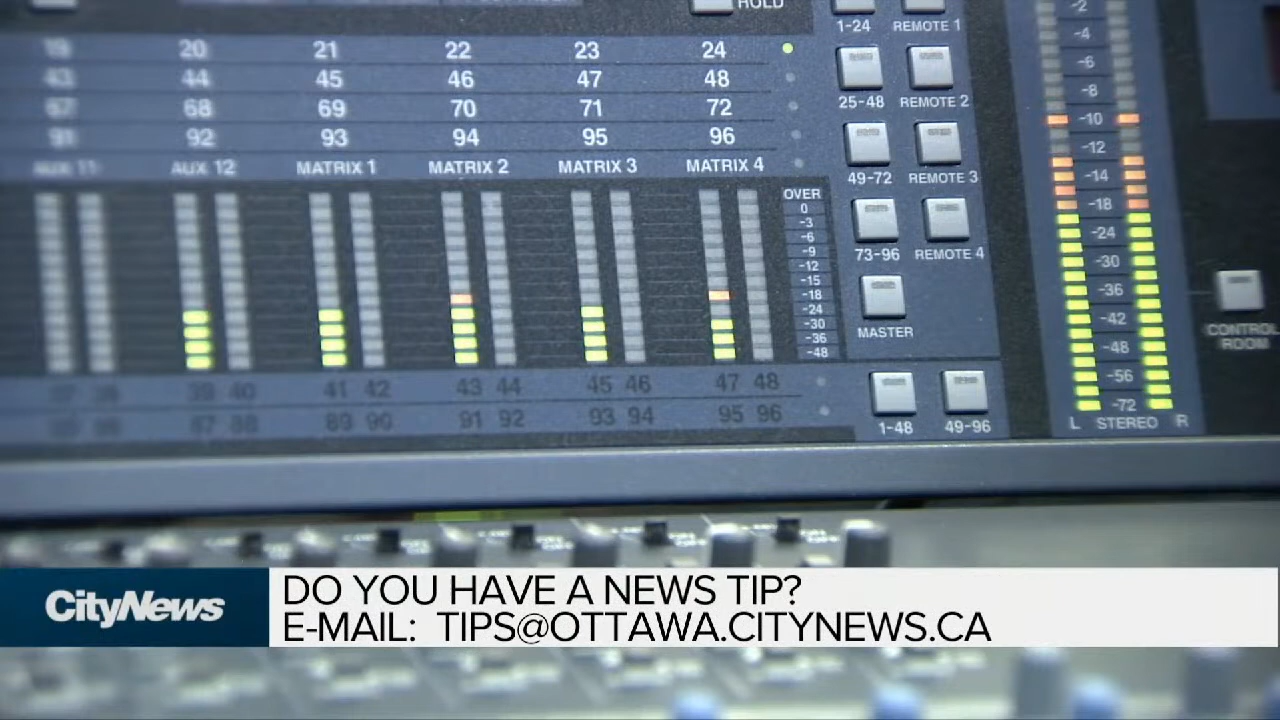 HOLD
1-24 REMOTE 1
-2
-4
19 20 21 22 23 24
-6
43 44 45 46 47 48
-8
25-48 REMOTE 2
67 68 69 70 71 72
-10
91 92 93 94 95 96
-12
AUX 11 AUX 12 MATRIX 1 MATRIX 2 MATRIX 3 MATRIX 4
49-72 REMOTE 3
-14
OVER
0
-3
-6
-9
-12
-15
-18
-24
-30
-36
-48
73-96 REMOTE 4
MASTER
-18
-24
-30
-36
-42
-48
-56
-72
L STEREO R
CONTROL
ROOM
37 38 39 40 41 42 43 44 45 46 47 48
87 88 89 90 91 92 93 94 95 96
1-48 49-96
CityNews
DO YOU HAVE A NEWS TIP?
E-MAIL: TIPS@OTTAWA.CITYNEWS.CA